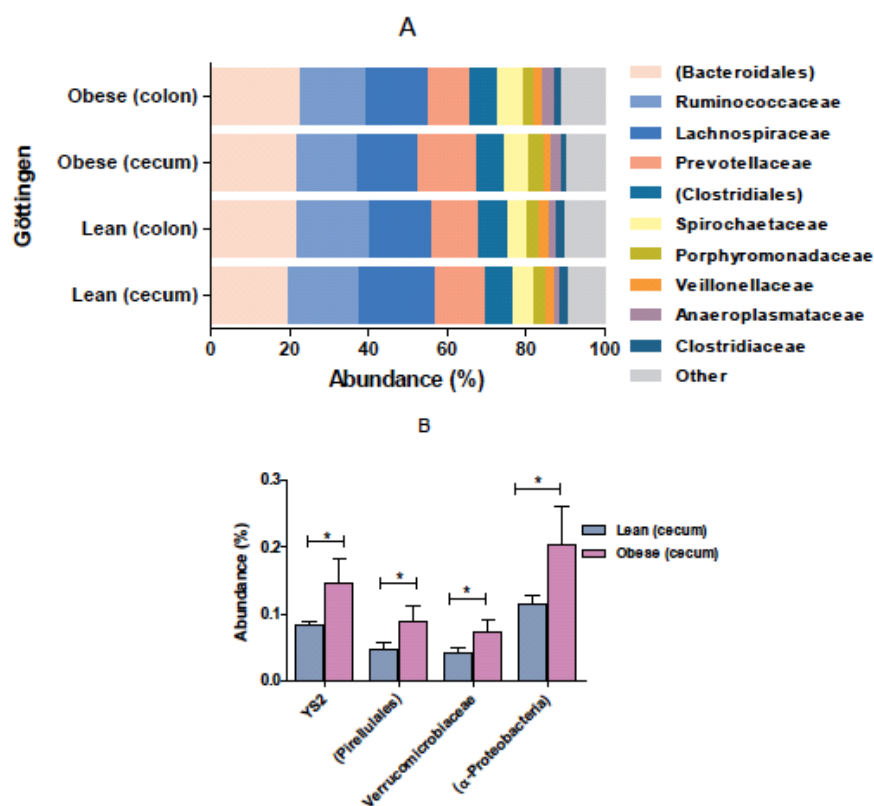 A
Göttingen
Obese (colon)
Obese (cecum)
Lean (colon)
Lean (cecum)
0 20 40 60 80 100
Abundance (%)
(Bacteroidales)
Ruminococcaceae
Lachnospiraceae
Prevotellaceae
(Clostridiales)
Spirochaetaceae
Porphyromonadaceae
Veillonellaceae
Anaeroplasmataceae
Clostridiaceae
Other
B
Abundance (%)
0.3
0.2
0.1
0.0
*
*
*
*
YS2
(Pirellulales)
Verrucomicrobiaceae
(α-Proteobacteria)
Lean (cecum)
Obese (cecum)